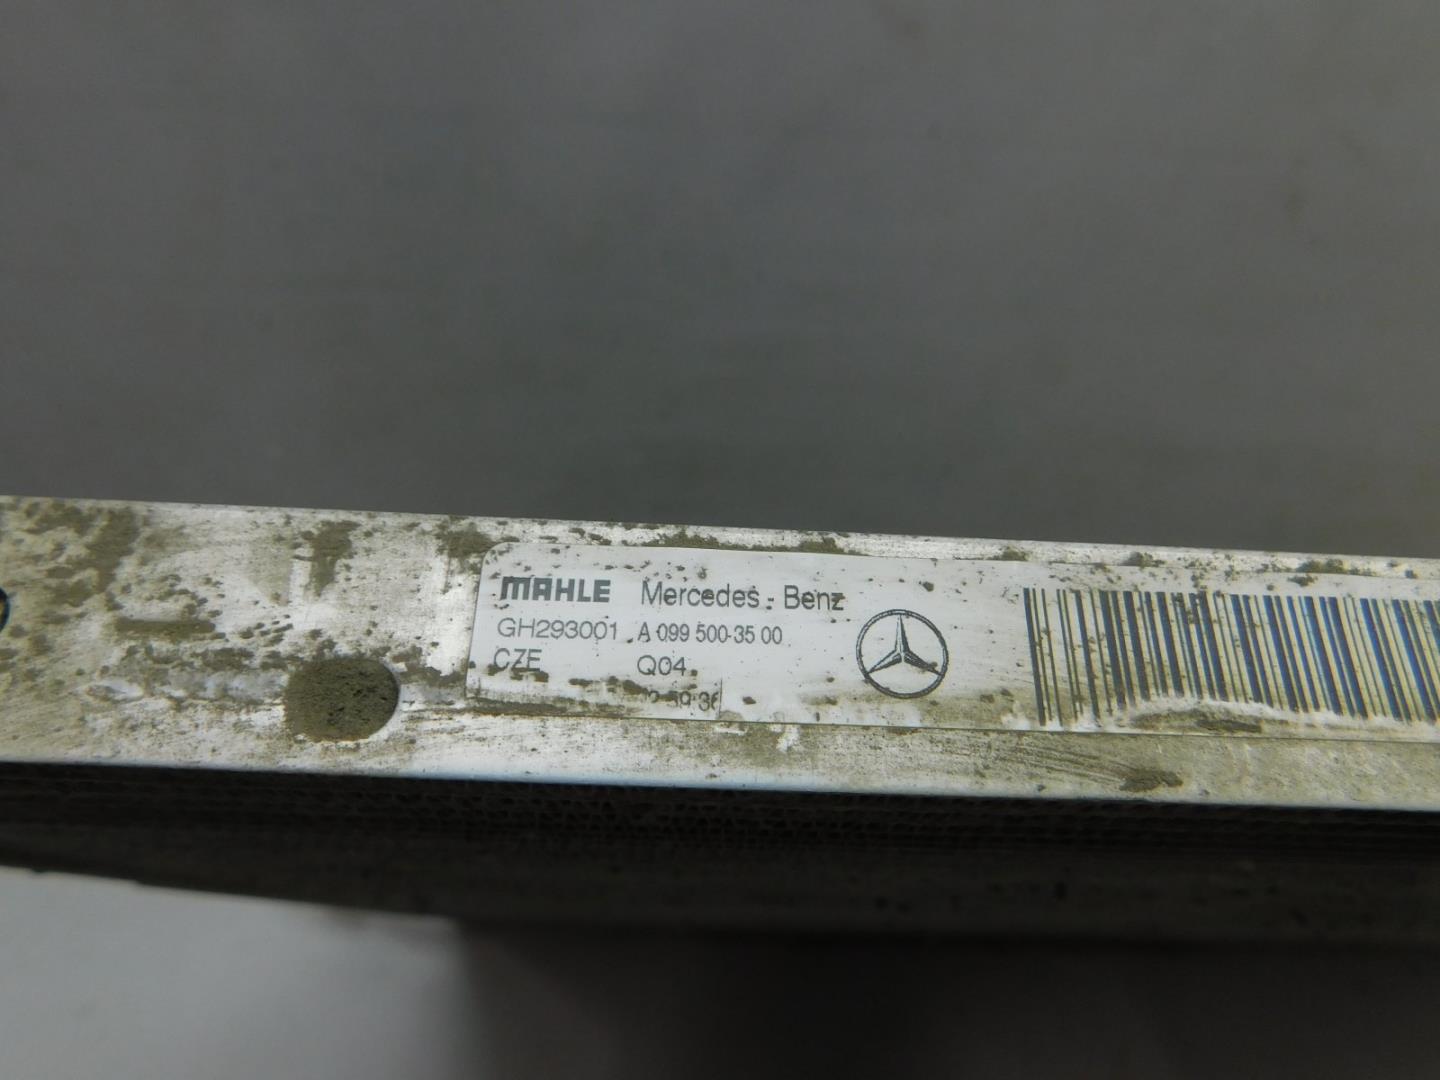 MAHLE Mercedes - Benz
GH293001 A 099 500 35 00
CZE Q04